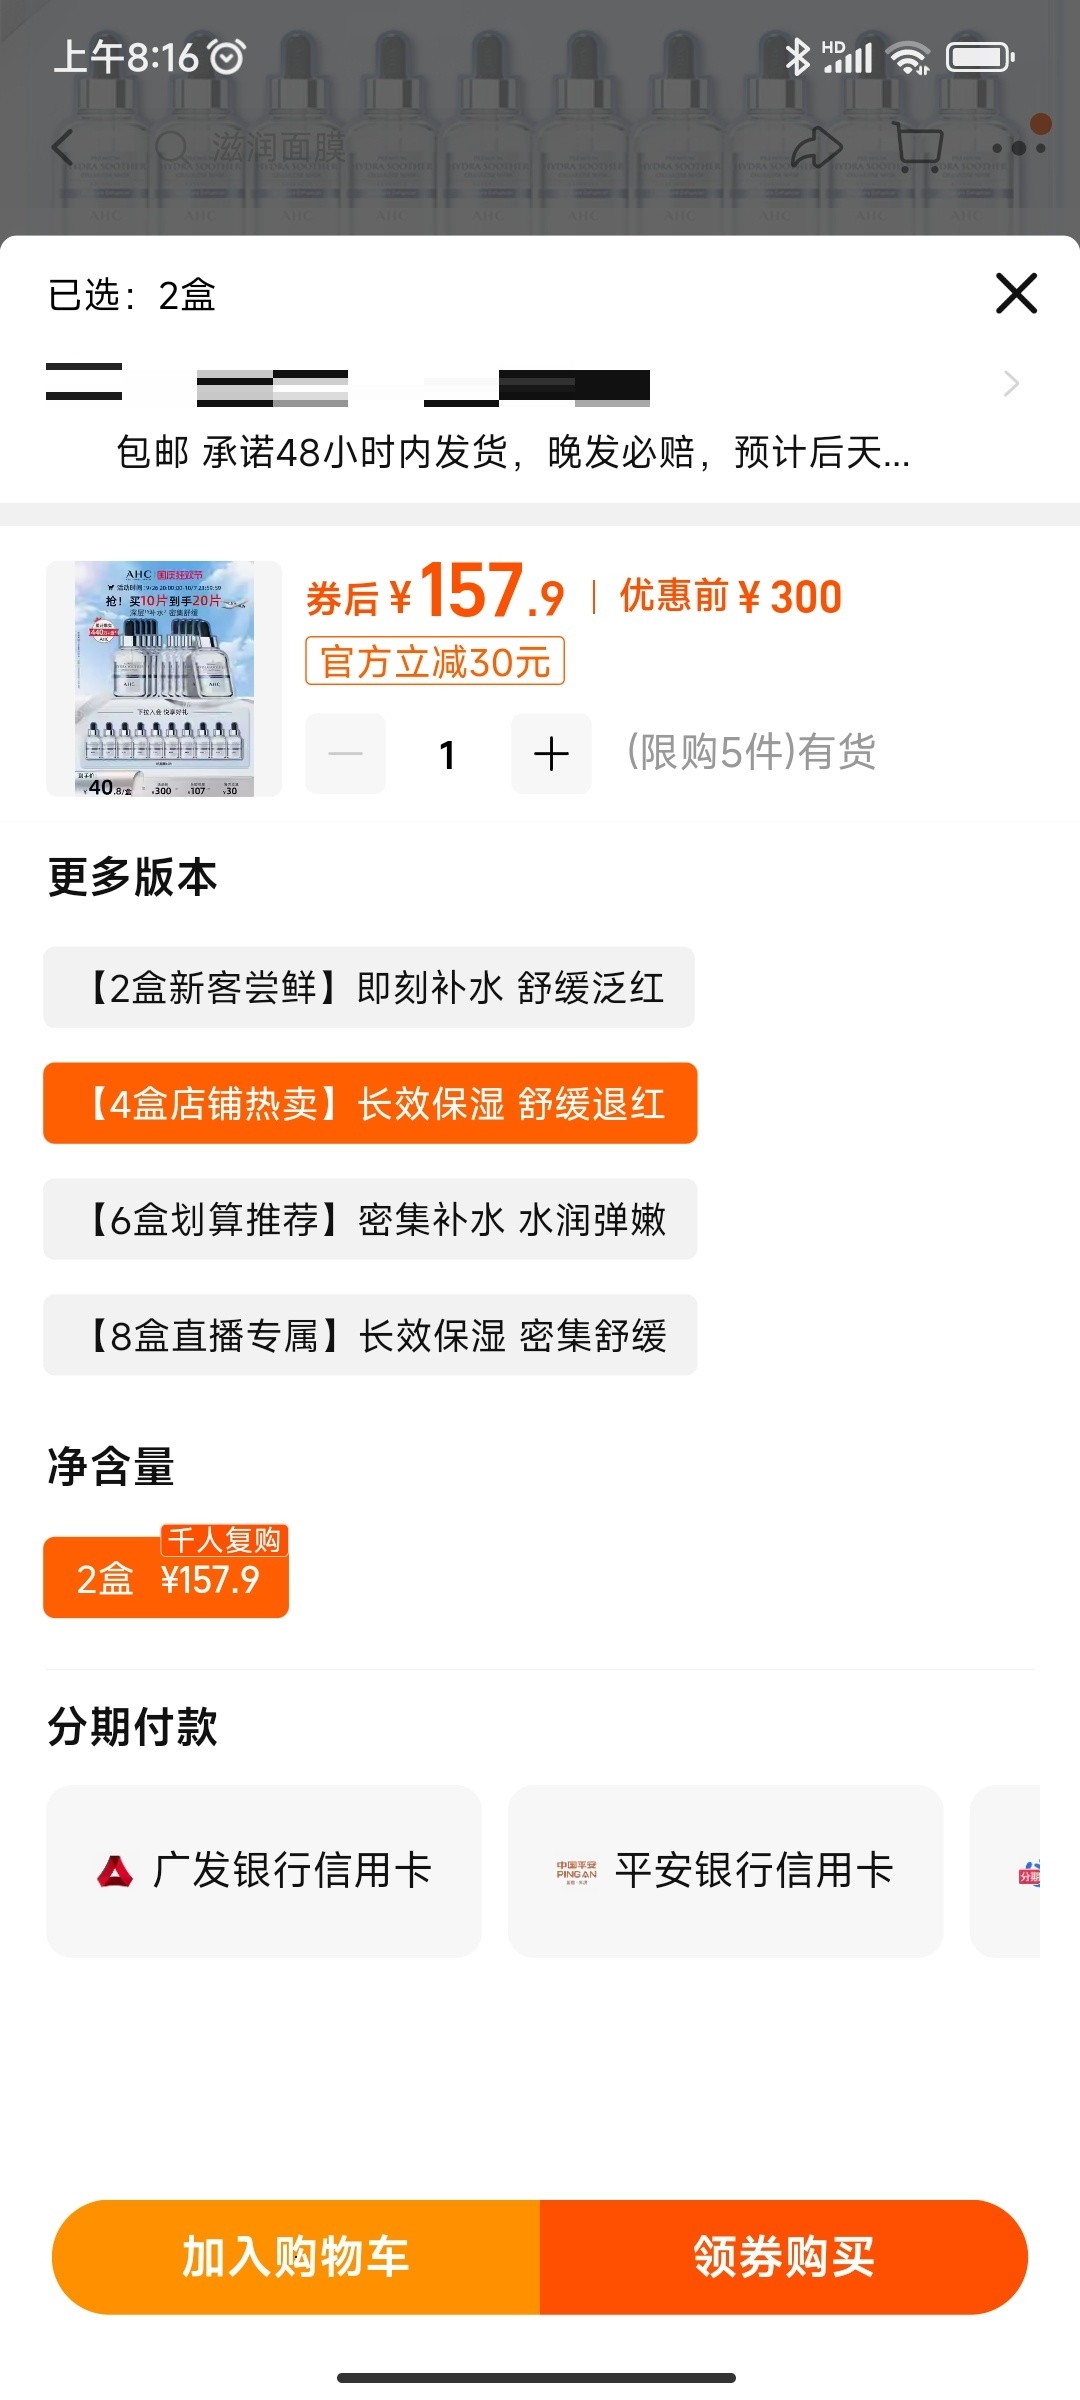 上午8:16
HD
滋润面膜
已选：2盒
包邮 承诺48小时内发货，晚发必赔，预计后天...
AHC 国庆狂欢节
抢！买10片到手20片
券后 ¥157.9 | 优惠前 ¥300
官方立减30元
1
(限购5件)有货
更多版本
【2盒新客尝鲜】即刻补水 舒缓泛红
【4盒店铺热卖】长效保湿 舒缓退红
【6盒划算推荐】密集补水 水润弹嫩
【8盒直播专属】长效保湿 密集舒缓
净含量
千人复购
2盒 ¥157.9
分期付款
广发银行信用卡
中国平安
PINGAN
平安银行信用卡
加入购物车
领券购买